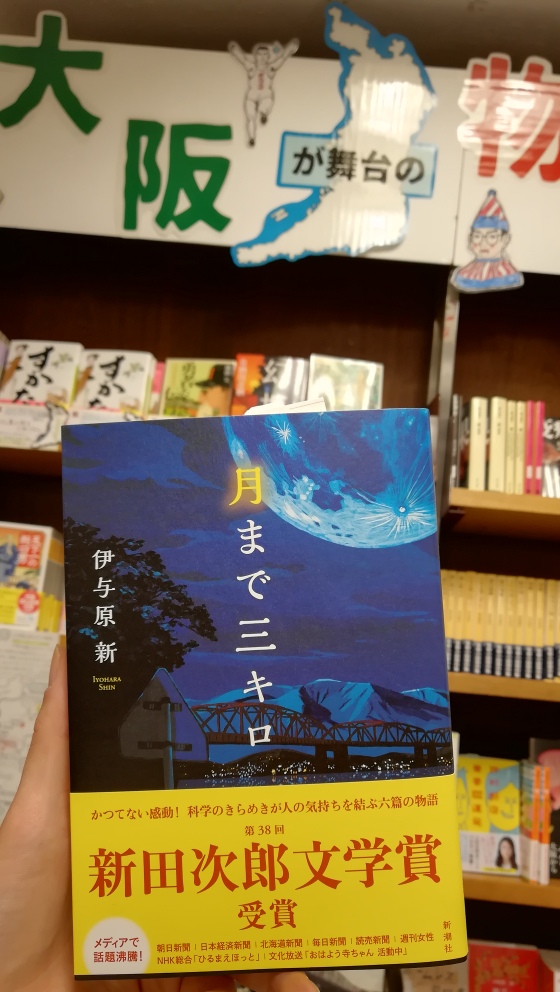 大阪
が舞台の
物
すかた
すかた
月まで三キロ
伊与原 新
IYOHARA
SHIN
かつてない感動! 科学のきらめきが人の気持ちを結ぶ六篇の物語
第38回
新田次郎文学賞
受賞
メディアで
話題沸騰!
朝日新聞|日本経済新聞|北海道新聞|毎日新聞|読売新聞|週刊女性
NHK総合「ひるまえほっと」|文化放送「おはよう寺ちゃん 活動中」
新潮社